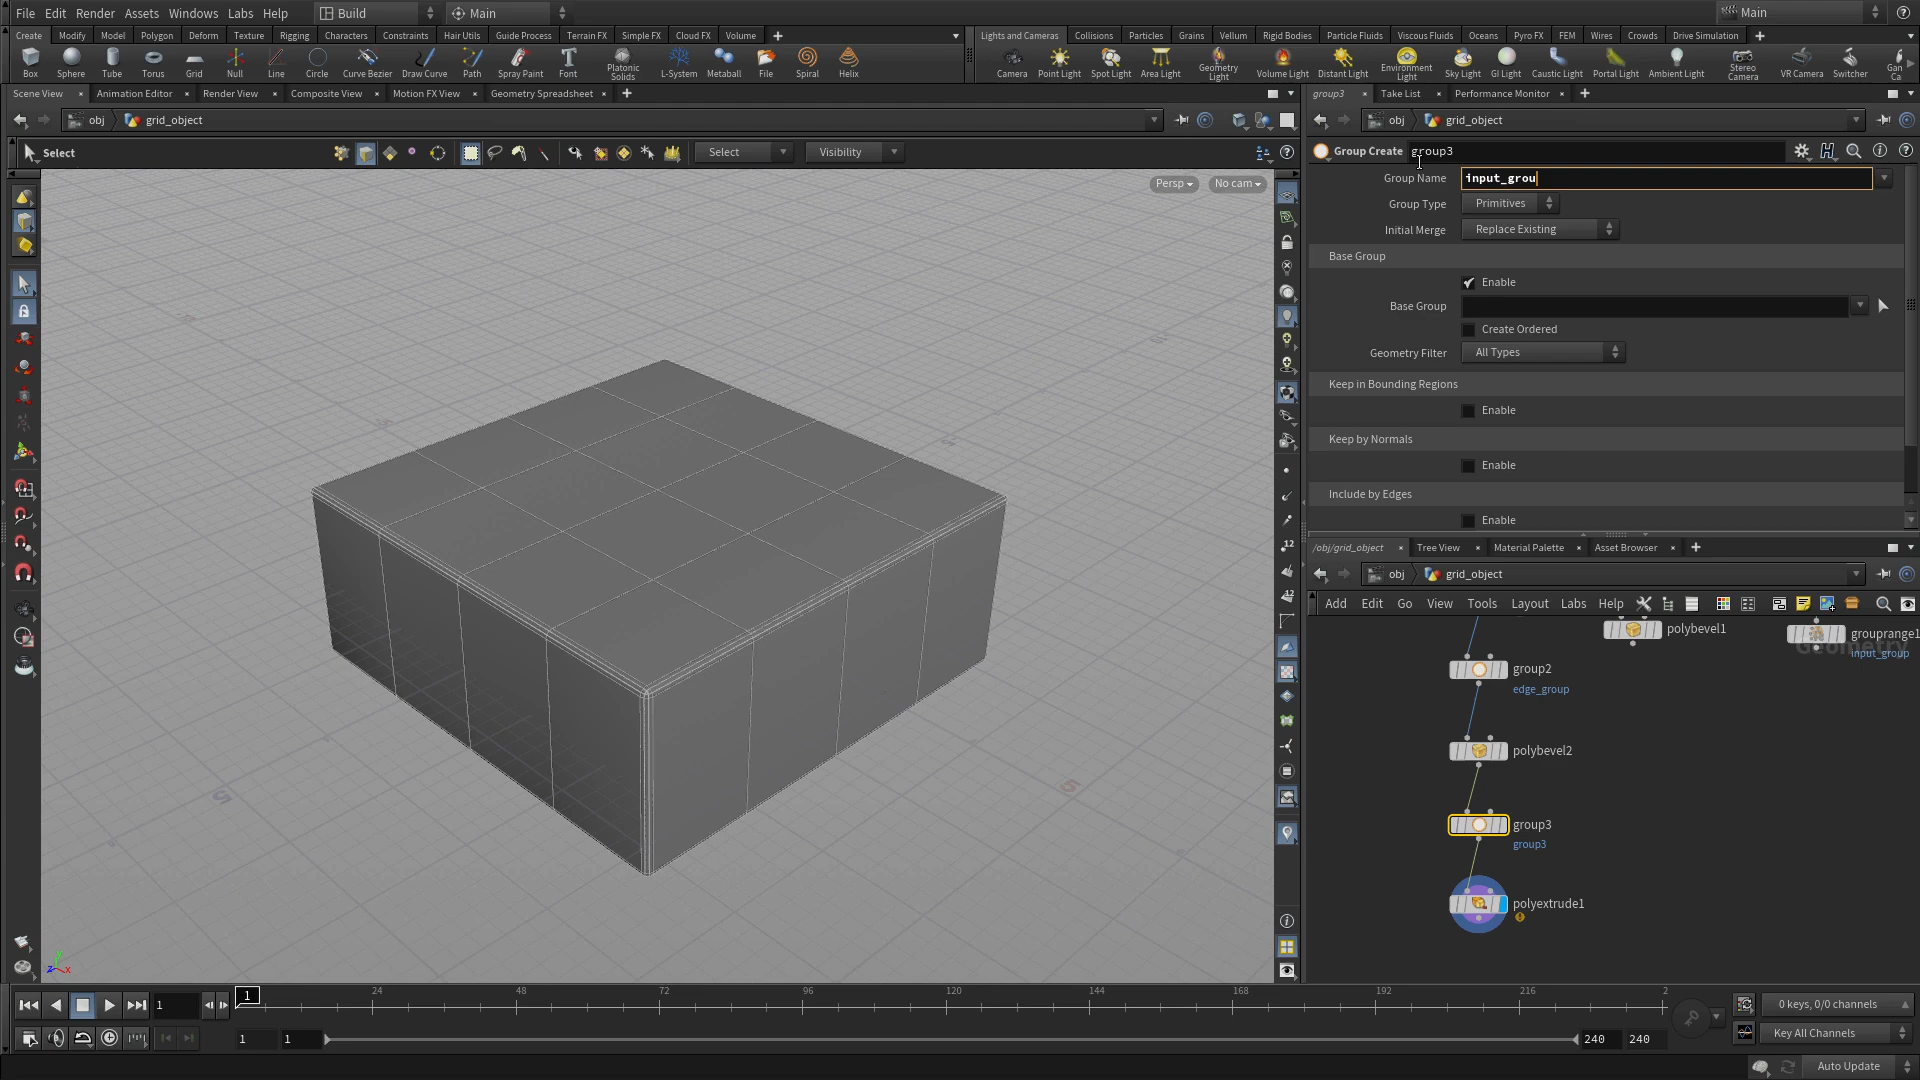 File Edit Render Assets Windows Labs Help Build Main Main
Create Modify Model Polygon Deform Texture Rigging Characters Constraints Hair Utils Guide Process Terrain FX Simple FX Cloud FX Volume
Lights and Cameras Collisions Particles Grains Vellum Rigid Bodies Particle Fluids Viscous Fluids Oceans Pyro FX FEM Wires Crowds Drive Simulation
Box Sphere Tube Torus Grid Null Line Circle Curve Bezier Draw Curve Path Spray Paint Font Platonic Solids L-System Metaball File Spiral Helix
Camera Point Light Spot Light Area Light Geometry Light Volume Light Distant Light Environment Light Sky Light GI Light Caustic Light Portal Light Ambient Light Stereo Camera VR Camera Switcher Gan Ca
Scene View Animation Editor Render View Composite View Motion FX View Geometry Spreadsheet
group3 Take List Performance Monitor
obj grid_object
obj grid_object
Select Select Visibility
Persp No cam
Group Create group3
Group Name input_grou
Group Type Primitives
Initial Merge Replace Existing
Base Group
Enable
Base Group
Create Ordered
Geometry Filter All Types
Keep in Bounding Regions
Enable
Keep by Normals
Enable
Include by Edges
Enable
/obj/grid_object Tree View Material Palette Asset Browser
obj grid_object
Add Edit Go View Tools Layout Labs Help
polybevel1
grouprange1
Geometry
input_group
group2
edge_group
polybevel2
group3
group3
polyextrude1
12
12
5
5
5
z x y
1 1 24 48 72 96 120 144 168 192 216 2
0 keys, 0/0 channels
1 1 240 240 Key All Channels
Auto Update